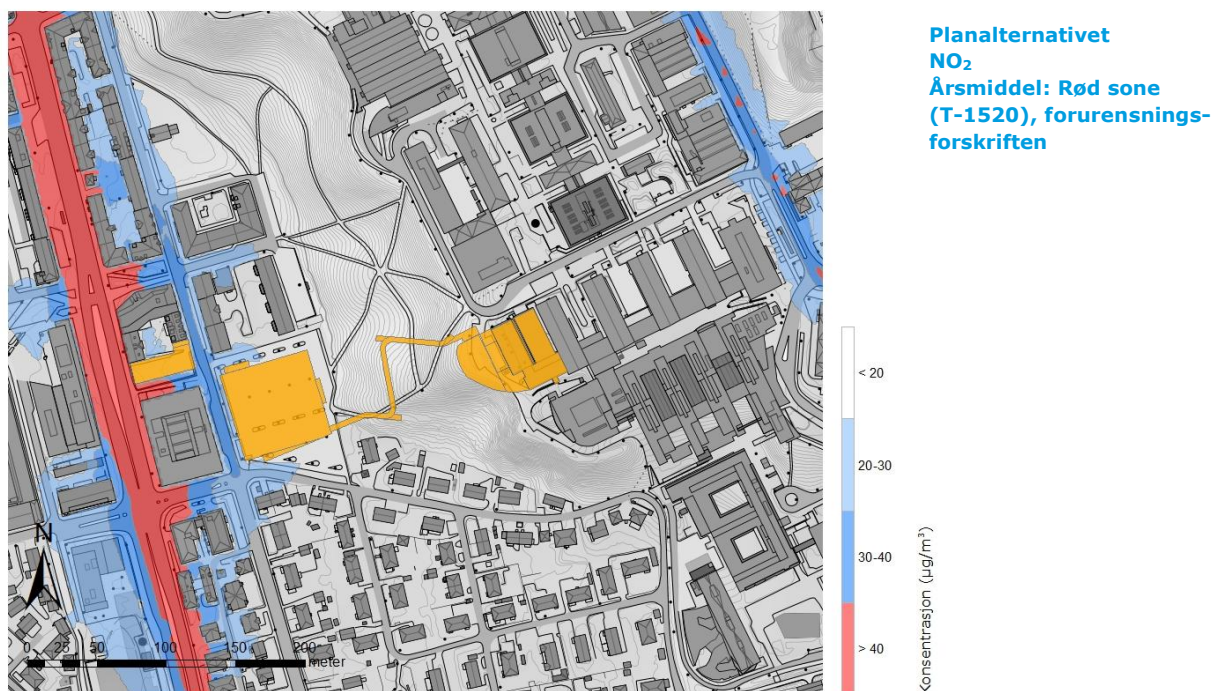 Planalternativet
NO₂
Årsmiddel: Rød sone
(T-1520), forurensnings-
forskriften
< 20
20-30
30-40
> 40
Konsentrasjon (µg/m³)
N
0 25 50 100 150 200
meter